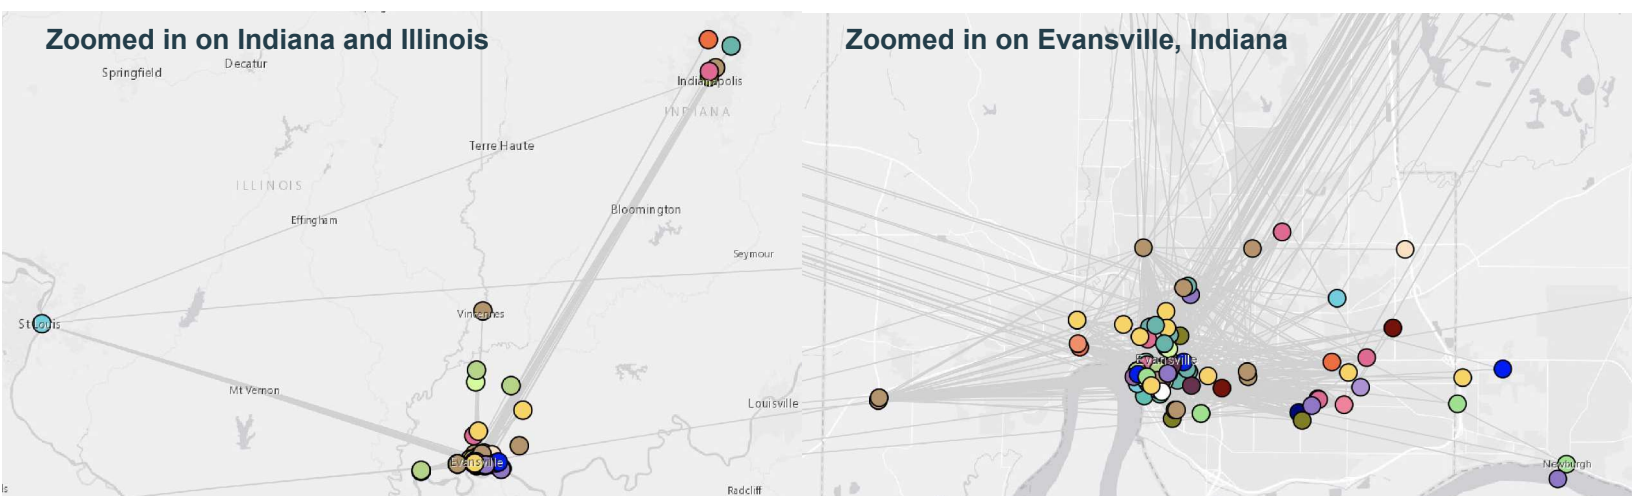 Zoomed in on Indiana and Illinois
Decatur
Springfield
Indianapolis
INDIANA
Terre Haute
ILLINOIS
Bloomington
Effingham
Seymour
Vincennes
St Louis
Mt Vernon
Louisville
Evansville
Radcliff
Zoomed in on Evansville, Indiana
Evansville
Newburgh